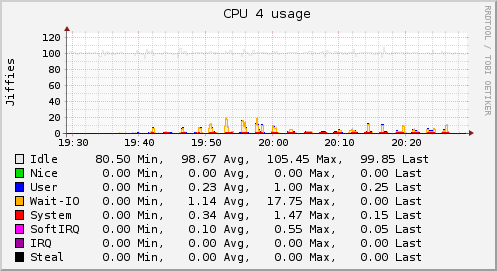 CPU 4 usage
RRDTOOL / TOBI OETIKER
Jiffies
120
100
80
60
40
20
0
19:30 19:40 19:50 20:00 20:10 20:20
Idle 80.50 Min, 98.67 Avg, 105.45 Max, 99.85 Last
Nice 0.00 Min, 0.00 Avg, 0.00 Max, 0.00 Last
User 0.00 Min, 0.23 Avg, 1.00 Max, 0.25 Last
Wait-IO 0.00 Min, 1.14 Avg, 17.75 Max, 0.00 Last
System 0.00 Min, 0.34 Avg, 1.47 Max, 0.15 Last
SoftIRQ 0.00 Min, 0.10 Avg, 0.55 Max, 0.05 Last
IRQ 0.00 Min, 0.00 Avg, 0.00 Max, 0.00 Last
Steal 0.00 Min, 0.00 Avg, 0.00 Max, 0.00 Last